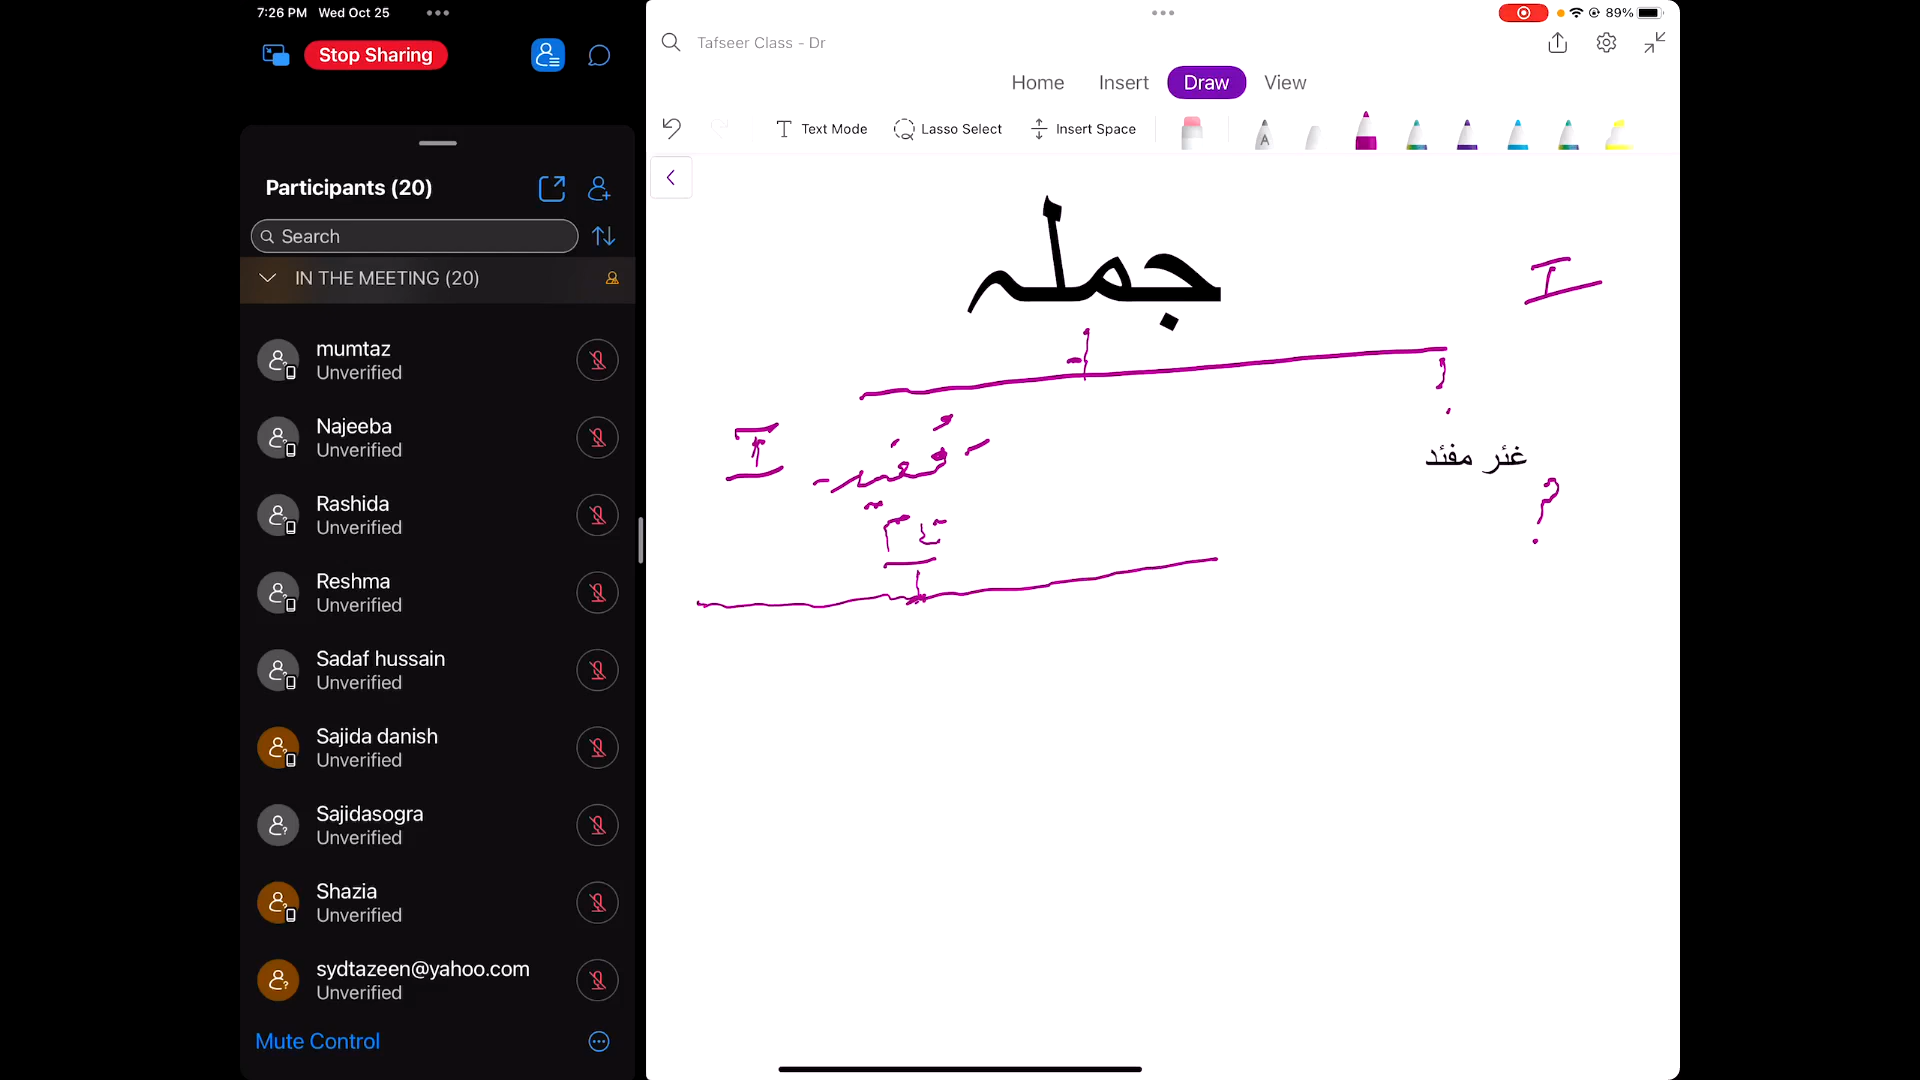 7:26 PM Wed Oct 25
Stop Sharing
Participants (20)
Search
IN THE MEETING (20)
mumtaz
Unverified
Najeeba
Unverified
Rashida
Unverified
Reshma
Unverified
Sadaf hussain
Unverified
Sajida danish
Unverified
Sajidasogra
Unverified
Shazia
Unverified
sydtazeen@yahoo.com
Unverified
Mute Control
89%
Tafseer Class - Dr
Home Insert Draw View
Text Mode Lasso Select Insert Space
جملہ
I
غئر مفئد
?